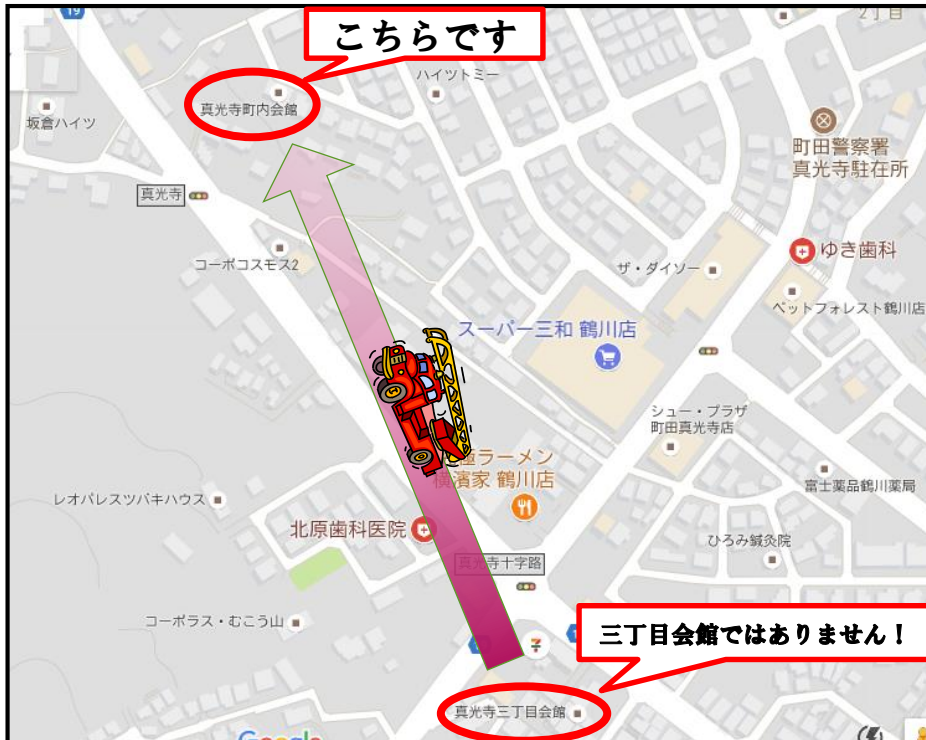 19
2丁目
こちらです
ハイツトミー
真光寺町内会館
坂倉ハイツ
町田警察署
真光寺駐在所
真光寺
ゆき歯科
コーポコスモス2
ザ・ダイソー
ペットフォレスト鶴川店
スーパー三和 鶴川店
シュー・プラザ
町田真光寺店
ラーメン
横濱家 鶴川店
富士薬品鶴川薬局
レオパレスツバキハウス
北原歯科医院
ひろみ鍼灸院
真光寺十字路
コーポラス・むこう山
三丁目会館ではありません！
7
真光寺三丁目会館
Google